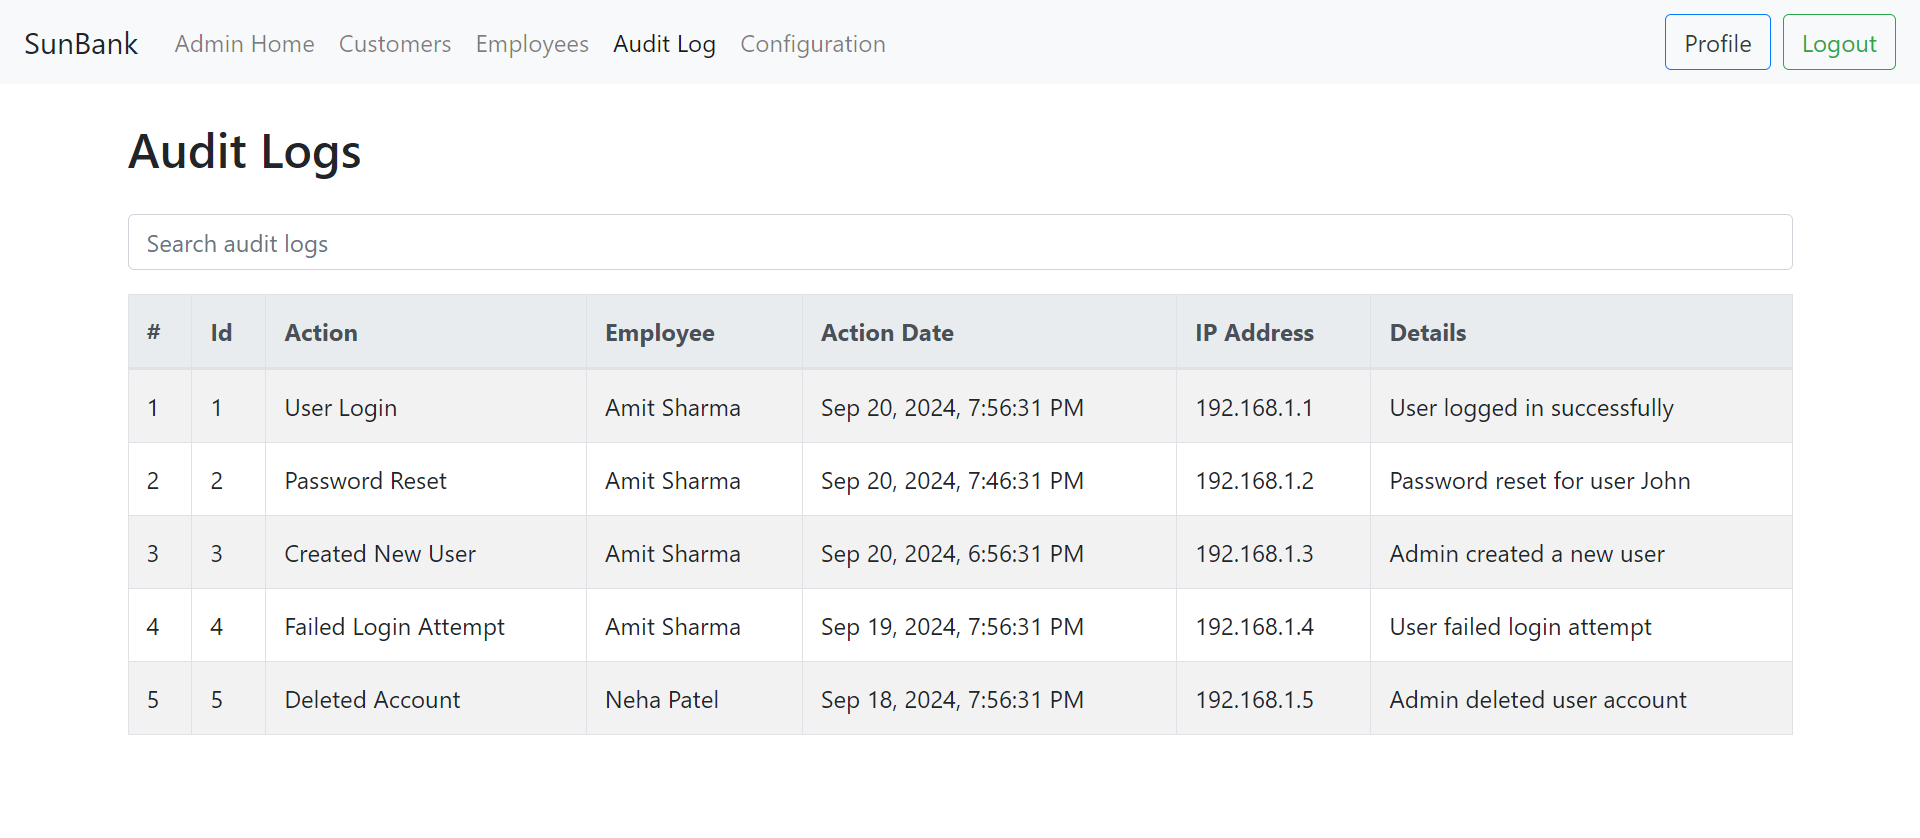 SunBank Admin Home Customers Employees Audit Log Configuration Profile Logout
Audit Logs
Search audit logs
# Id Action Employee Action Date IP Address Details
1 1 User Login Amit Sharma Sep 20, 2024, 7:56:31 PM 192.168.1.1 User logged in successfully
2 2 Password Reset Amit Sharma Sep 20, 2024, 7:46:31 PM 192.168.1.2 Password reset for user John
3 3 Created New User Amit Sharma Sep 20, 2024, 6:56:31 PM 192.168.1.3 Admin created a new user
4 4 Failed Login Attempt Amit Sharma Sep 19, 2024, 7:56:31 PM 192.168.1.4 User failed login attempt
5 5 Deleted Account Neha Patel Sep 18, 2024, 7:56:31 PM 192.168.1.5 Admin deleted user account